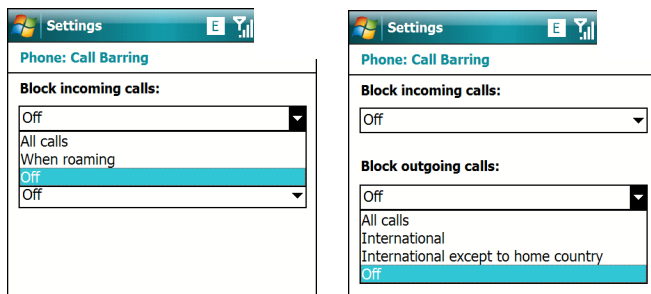 Settings E
Phone: Call Barring
Block incoming calls:
Off
All calls
When roaming
Off
Off
Settings E
Phone: Call Barring
Block incoming calls:
Off
Block outgoing calls:
Off
All calls
International
International except to home country
Off